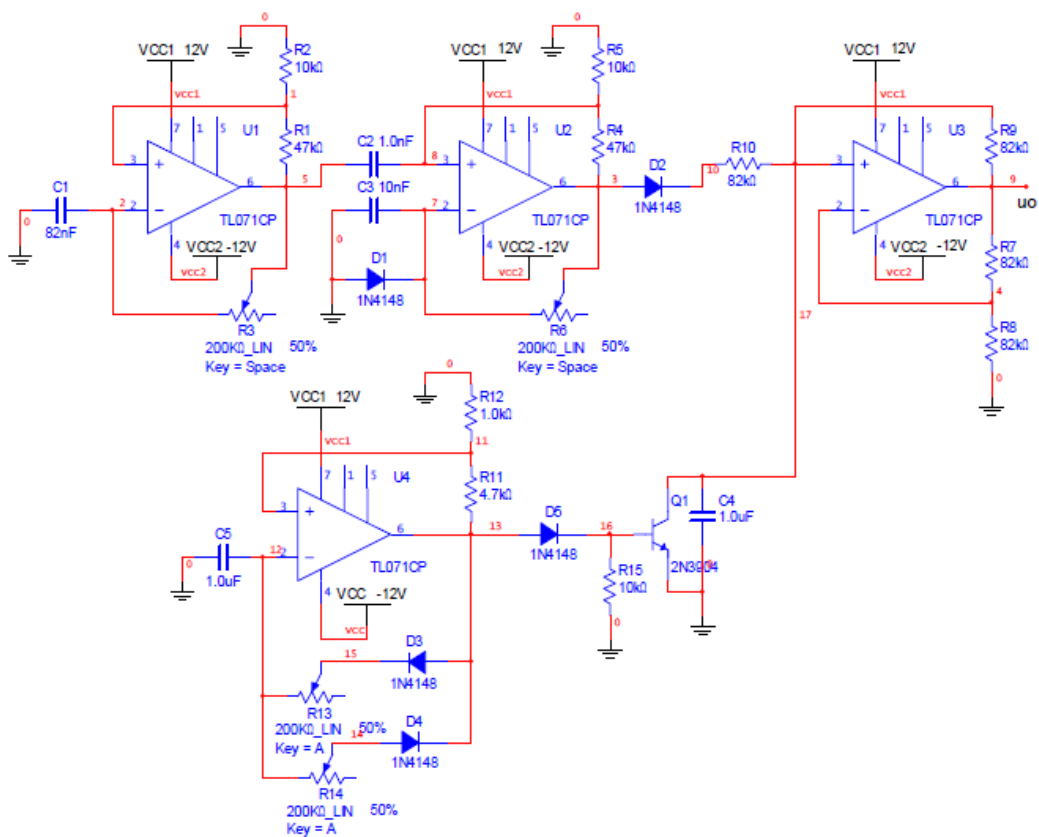 0
0
R2
10kΩ
VCC1 12V
vcc1
1
7
1
5
U1
R1
47kΩ
3
5
6
C1
2
0
82nF
TL071CP
4
VCC2 -12V
vcc2
R3
200KΩ_LIN 50%
Key = Space
R5
10kΩ
VCC1 12V
vcc1
7
1
5
U2
R4
47kΩ
C2 1.0nF
8
3
C3 10nF
7
2
6
3
D2
1N4148
TL071CP
0
4
VCC2 -12V
vcc2
D1
1N4148
R6
200KΩ_LIN 50%
Key = Space
VCC1 12V
vcc1
7
1
5
U3
R9
82kΩ
R10
10
82kΩ
3
2
6
9
uo
TL071CP
4
VCC2 -12V
vcc2
R7
82kΩ
4
R8
82kΩ
0
17
0
R12
1.0kΩ
VCC1 12V
vcc1
11
7
1
5
U4
R11
4.7kΩ
3
6
13
C5
12
2
0
1.0uF
TL071CP
4
VCC -12V
vcc
D5
1N4148
16
Q1
C4
1.0uF
2N3904
0
R15
10kΩ
0
15
D3
1N4148
R13
200KΩ_LIN 50%
Key = A
14
D4
1N4148
R14
200KΩ_LIN 50%
Key = A